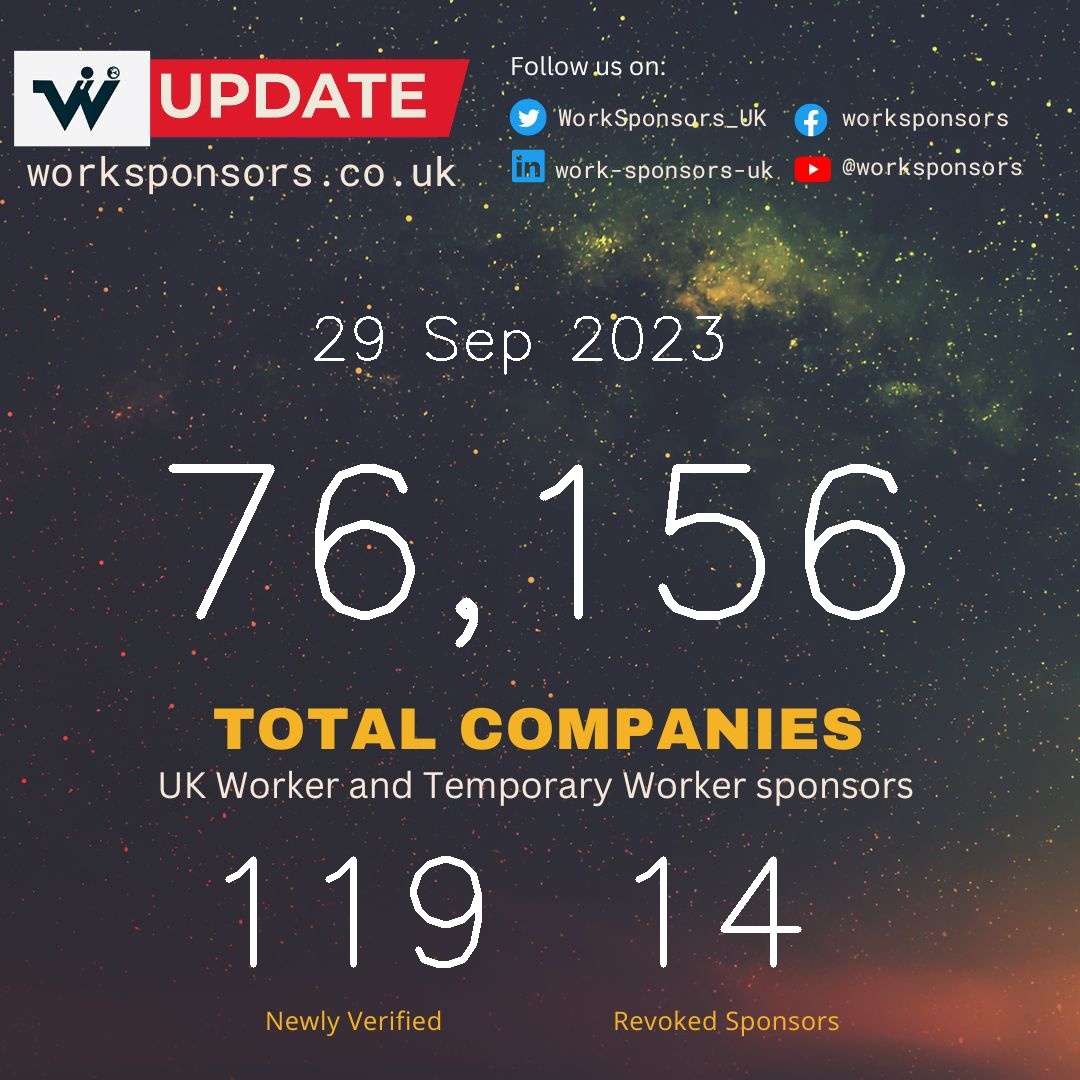 UPDATE
worksponsors.co.uk
Follow us on:
WorkSponsors_UK
worksponsors
work-sponsors-uk
@worksponsors
29 Sep 2023
76,156
TOTAL COMPANIES
UK Worker and Temporary Worker sponsors
119
14
Newly Verified
Revoked Sponsors